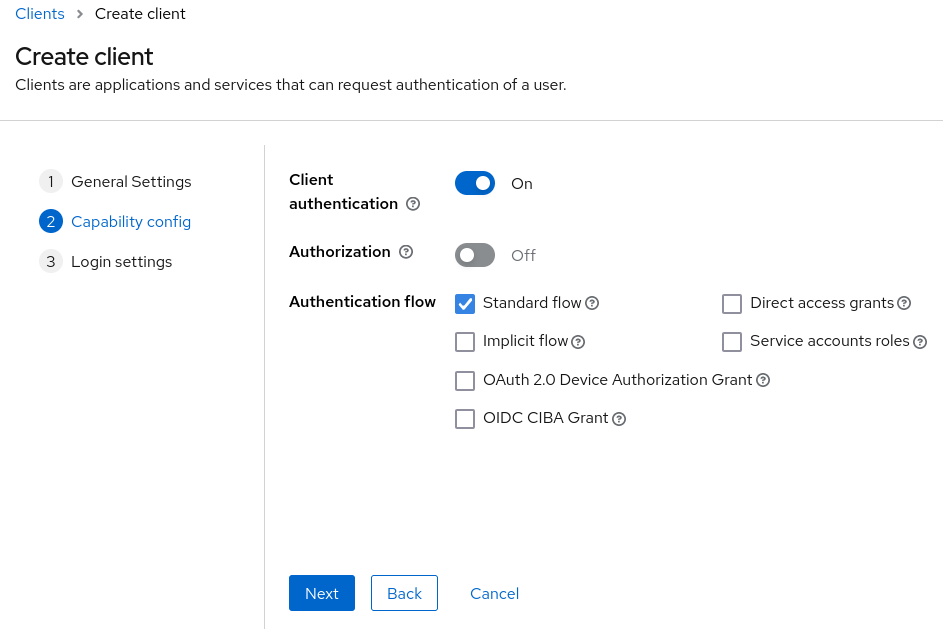 Clients > Create client
Create client
Clients are applications and services that can request authentication of a user.
1 General Settings
2 Capability config
3 Login settings
Client
authentication ?
On
Authorization ?
Off
Authentication flow
Standard flow ?
Direct access grants ?
Implicit flow ?
Service accounts roles ?
OAuth 2.0 Device Authorization Grant ?
OIDC CIBA Grant ?
Next
Back
Cancel